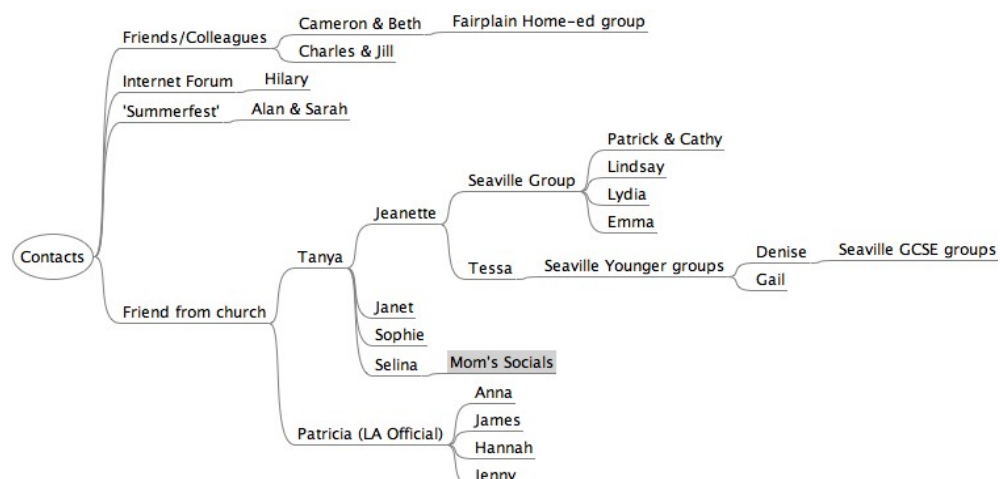 Cameron & Beth
Fairplain Home-ed group
Friends/Colleagues
Charles & Jill
Internet Forum
Hilary
'Summerfest'
Alan & Sarah
Patrick & Cathy
Lindsay
Seaville Group
Lydia
Jeanette
Emma
Contacts
Tanya
Tessa
Seaville Younger groups
Denise
Seaville GCSE groups
Gail
Friend from church
Janet
Sophie
Selina
Mom's Socials
Anna
James
Patricia (LA Official)
Hannah
Jenny